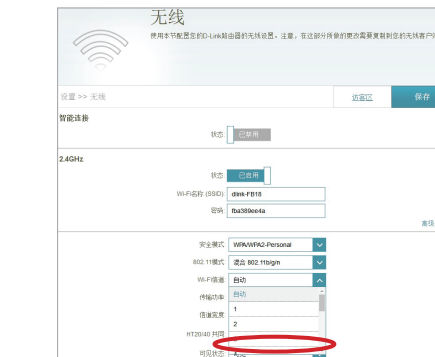 无线
使用本节配置您的D-Link路由器的无线设置。注意，在这部分所做的更改需要复制到您的无线客户
设置 >> 无线
访客区
保存
智能连接
状态: 已禁用
2.4GHz
状态: 已启用
Wi-Fi名称 (SSID): dlink-FB18
密码: fba389ee4a
高级
安全模式: WPA/WPA2-Personal
802.11模式: 混合 802.11b/g/n
Wi-Fi信道: 自动
传输功率: 自动
1
信道宽度:
2
HT20/40 共同
可见状态: